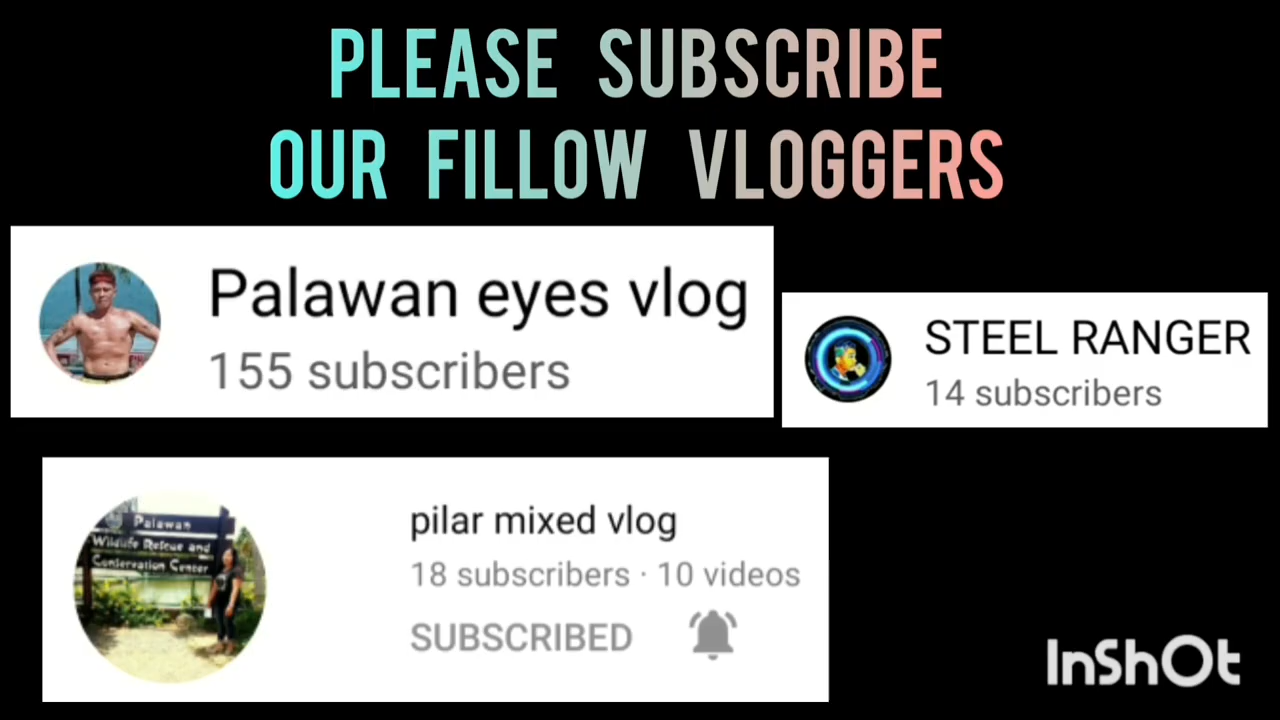 PLEASE SUBSCRIBE
OUR FILLOW VLOGGERS
Palawan eyes vlog
155 subscribers
STEEL RANGER
14 subscribers
Palawan
Wildlife Rescue and
Conservation Center
pilar mixed vlog
18 subscribers · 10 videos
SUBSCRIBED
InShOt